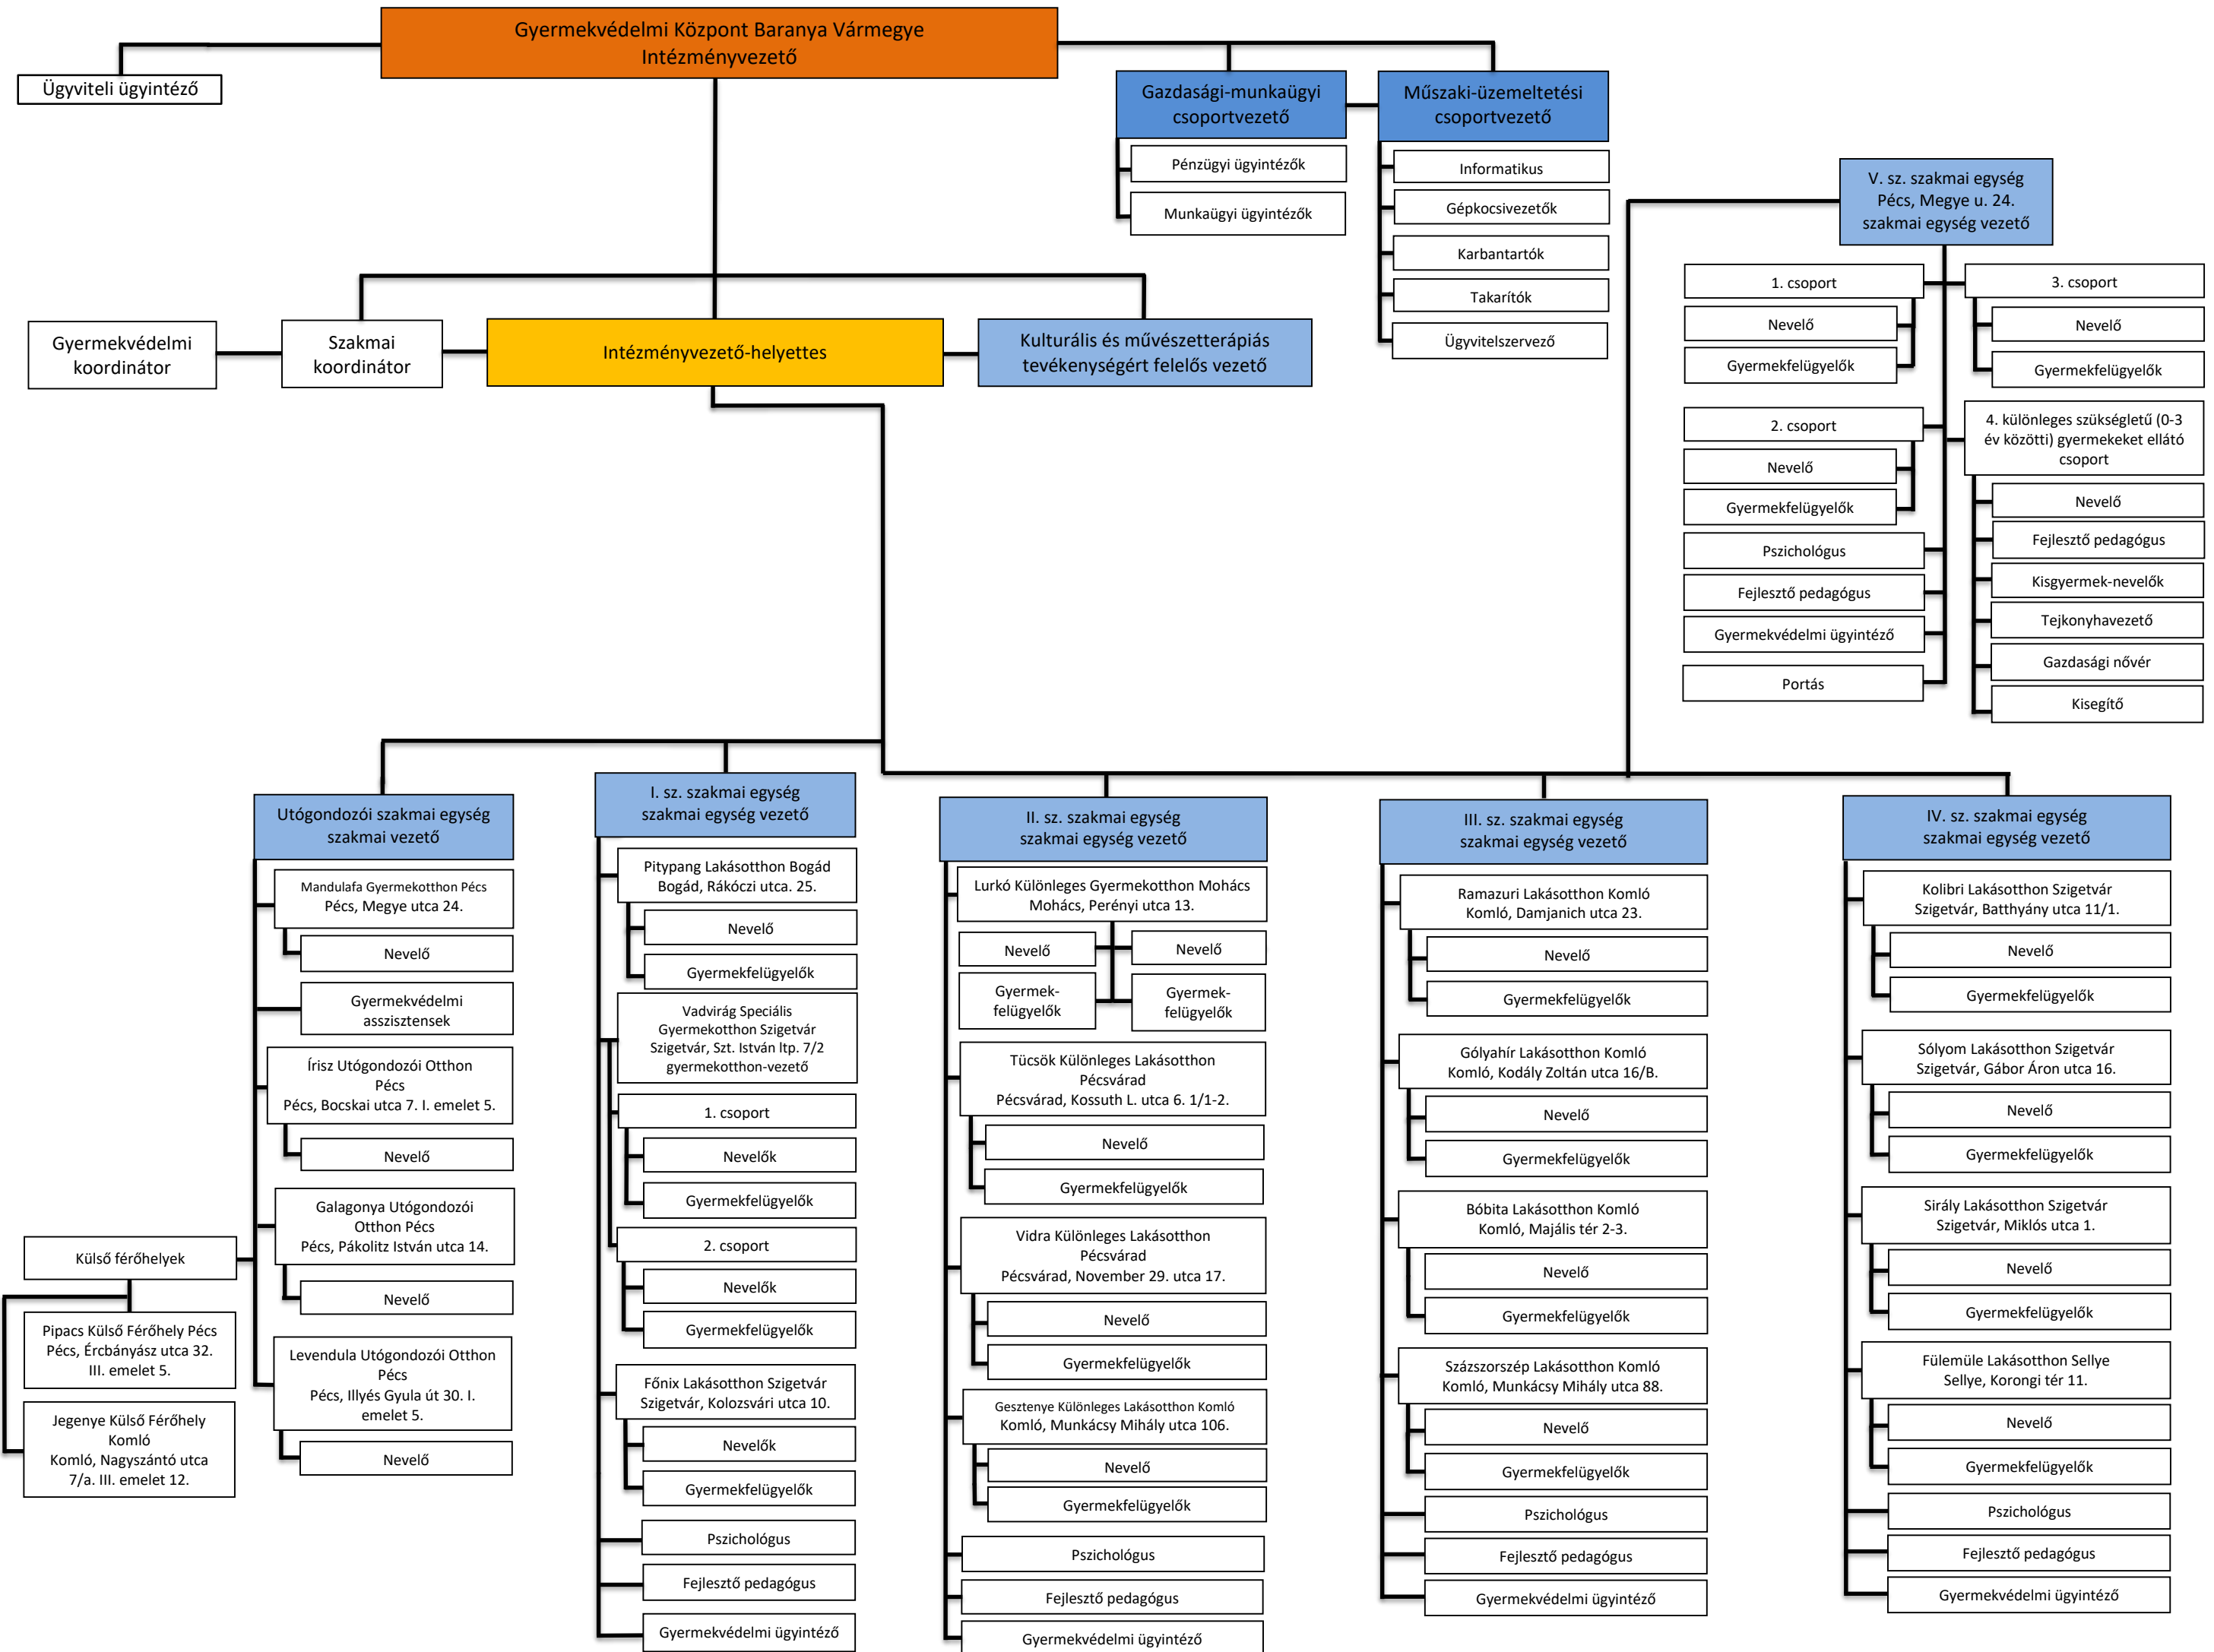 Gyermekvédelmi Központ Baranya Vármegye
Intézményvezető
Ügyviteli ügyintéző
Gazdasági-munkaügyi
csoportvezető
Pénzügyi ügyintézők
Munkaügyi ügyintézők
Műszaki-üzemeltetési
csoportvezető
Informatikus
Gépkocsivezetők
Karbantartók
Takarítók
Ügyvitelszervező
Gyermekvédelmi
koordinátor
Szakmai
koordinátor
Intézményvezető-helyettes
Kulturális és művészetterápiás
tevékenységért felelős vezető
V. sz. szakmai egység
Pécs, Megye u. 24.
szakmai egység vezető
1. csoport
Nevelő
Gyermekfelügyelők
2. csoport
Nevelő
Gyermekfelügyelők
Pszichológus
Fejlesztő pedagógus
Gyermekvédelmi ügyintéző
Portás
3. csoport
Nevelő
Gyermekfelügyelők
4. különleges szükségletű (0-3
év közötti) gyermekeket ellátó
csoport
Nevelő
Fejlesztő pedagógus
Kisgyermek-nevelők
Tejkonyhavezető
Gazdasági nővér
Kisegítő
Utógondozói szakmai egység
szakmai vezető
Mandulafa Gyermekotthon Pécs
Pécs, Megye utca 24.
Nevelő
Gyermekvédelmi
asszisztensek
Írisz Utógondozói Otthon
Pécs
Pécs, Bocskai utca 7. I. emelet 5.
Nevelő
Galagonya Utógondozói
Otthon Pécs
Pécs, Pákolitz István utca 14.
Nevelő
Levendula Utógondozói Otthon
Pécs
Pécs, Illyés Gyula út 30. I.
emelet 5.
Nevelő
Külső férőhelyek
Pipacs Külső Férőhely Pécs
Pécs, Ércbányász utca 32.
III. emelet 5.
Jegenye Külső Férőhely
Komló
Komló, Nagyszántó utca
7/a. III. emelet 12.
I. sz. szakmai egység
szakmai egység vezető
Pitypang Lakásotthon Bogád
Bogád, Rákóczi utca. 25.
Nevelő
Gyermekfelügyelők
Vadvirág Speciális
Gyermekotthon Szigetvár
Szigetvár, Szt. István ltp. 7/2
gyermekotthon-vezető
1. csoport
Nevelők
Gyermekfelügyelők
2. csoport
Nevelők
Gyermekfelügyelők
Főnix Lakásotthon Szigetvár
Szigetvár, Kolozsvári utca 10.
Nevelők
Gyermekfelügyelők
Pszichológus
Fejlesztő pedagógus
Gyermekvédelmi ügyintéző
II. sz. szakmai egység
szakmai egység vezető
Lurkó Különleges Gyermekotthon Mohács
Mohács, Perényi utca 13.
Nevelő
Nevelő
Gyermek-
felügyelők
Gyermek-
felügyelők
Tücsök Különleges Lakásotthon
Pécsvárad
Pécsvárad, Kossuth L. utca 6. 1/1-2.
Nevelő
Gyermekfelügyelők
Vidra Különleges Lakásotthon
Pécsvárad
Pécsvárad, November 29. utca 17.
Nevelő
Gyermekfelügyelők
Gesztenye Különleges Lakásotthon Komló
Komló, Munkácsy Mihály utca 106.
Nevelő
Gyermekfelügyelők
Pszichológus
Fejlesztő pedagógus
Gyermekvédelmi ügyintéző
III. sz. szakmai egység
szakmai egység vezető
Ramazuri Lakásotthon Komló
Komló, Damjanich utca 23.
Nevelő
Gyermekfelügyelők
Gólyahír Lakásotthon Komló
Komló, Kodály Zoltán utca 16/B.
Nevelő
Gyermekfelügyelők
Bóbita Lakásotthon Komló
Komló, Majális tér 2-3.
Nevelő
Gyermekfelügyelők
Százszorszép Lakásotthon Komló
Komló, Munkácsy Mihály utca 88.
Nevelő
Gyermekfelügyelők
Pszichológus
Fejlesztő pedagógus
Gyermekvédelmi ügyintéző
IV. sz. szakmai egység
szakmai egység vezető
Kolibri Lakásotthon Szigetvár
Szigetvár, Batthyány utca 11/1.
Nevelő
Gyermekfelügyelők
Sólyom Lakásotthon Szigetvár
Szigetvár, Gábor Áron utca 16.
Nevelő
Gyermekfelügyelők
Sirály Lakásotthon Szigetvár
Szigetvár, Miklós utca 1.
Nevelő
Gyermekfelügyelők
Fülemüle Lakásotthon Sellye
Sellye, Korongi tér 11.
Nevelő
Gyermekfelügyelők
Pszichológus
Fejlesztő pedagógus
Gyermekvédelmi ügyintéző